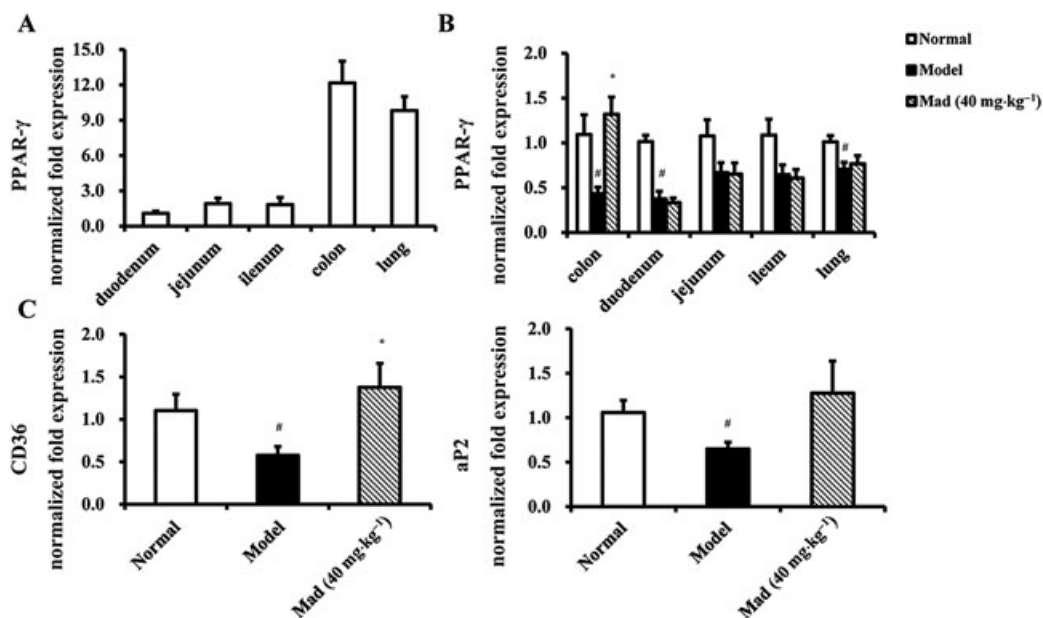 A
PPAR-γ
normalized fold expression
15.0
12.0
9.0
6.0
3.0
0.0
duodenum
jejunum
ilenum
colon
lung
B
PPAR-γ
normalized fold expression
2.0
1.5
1.0
0.5
0.0
*
#
#
#
colon
duodenum
jejunum
ileum
lung
Normal
Model
Mad (40 mg·kg⁻¹)
C
CD36
normalized fold expression
2.0
1.5
1.0
0.5
0.0
#
*
Normal
Model
Mad (40 mg·kg⁻¹)
aP2
normalized fold expression
2.0
1.5
1.0
0.5
0.0
#
Normal
Model
Mad (40 mg·kg⁻¹)